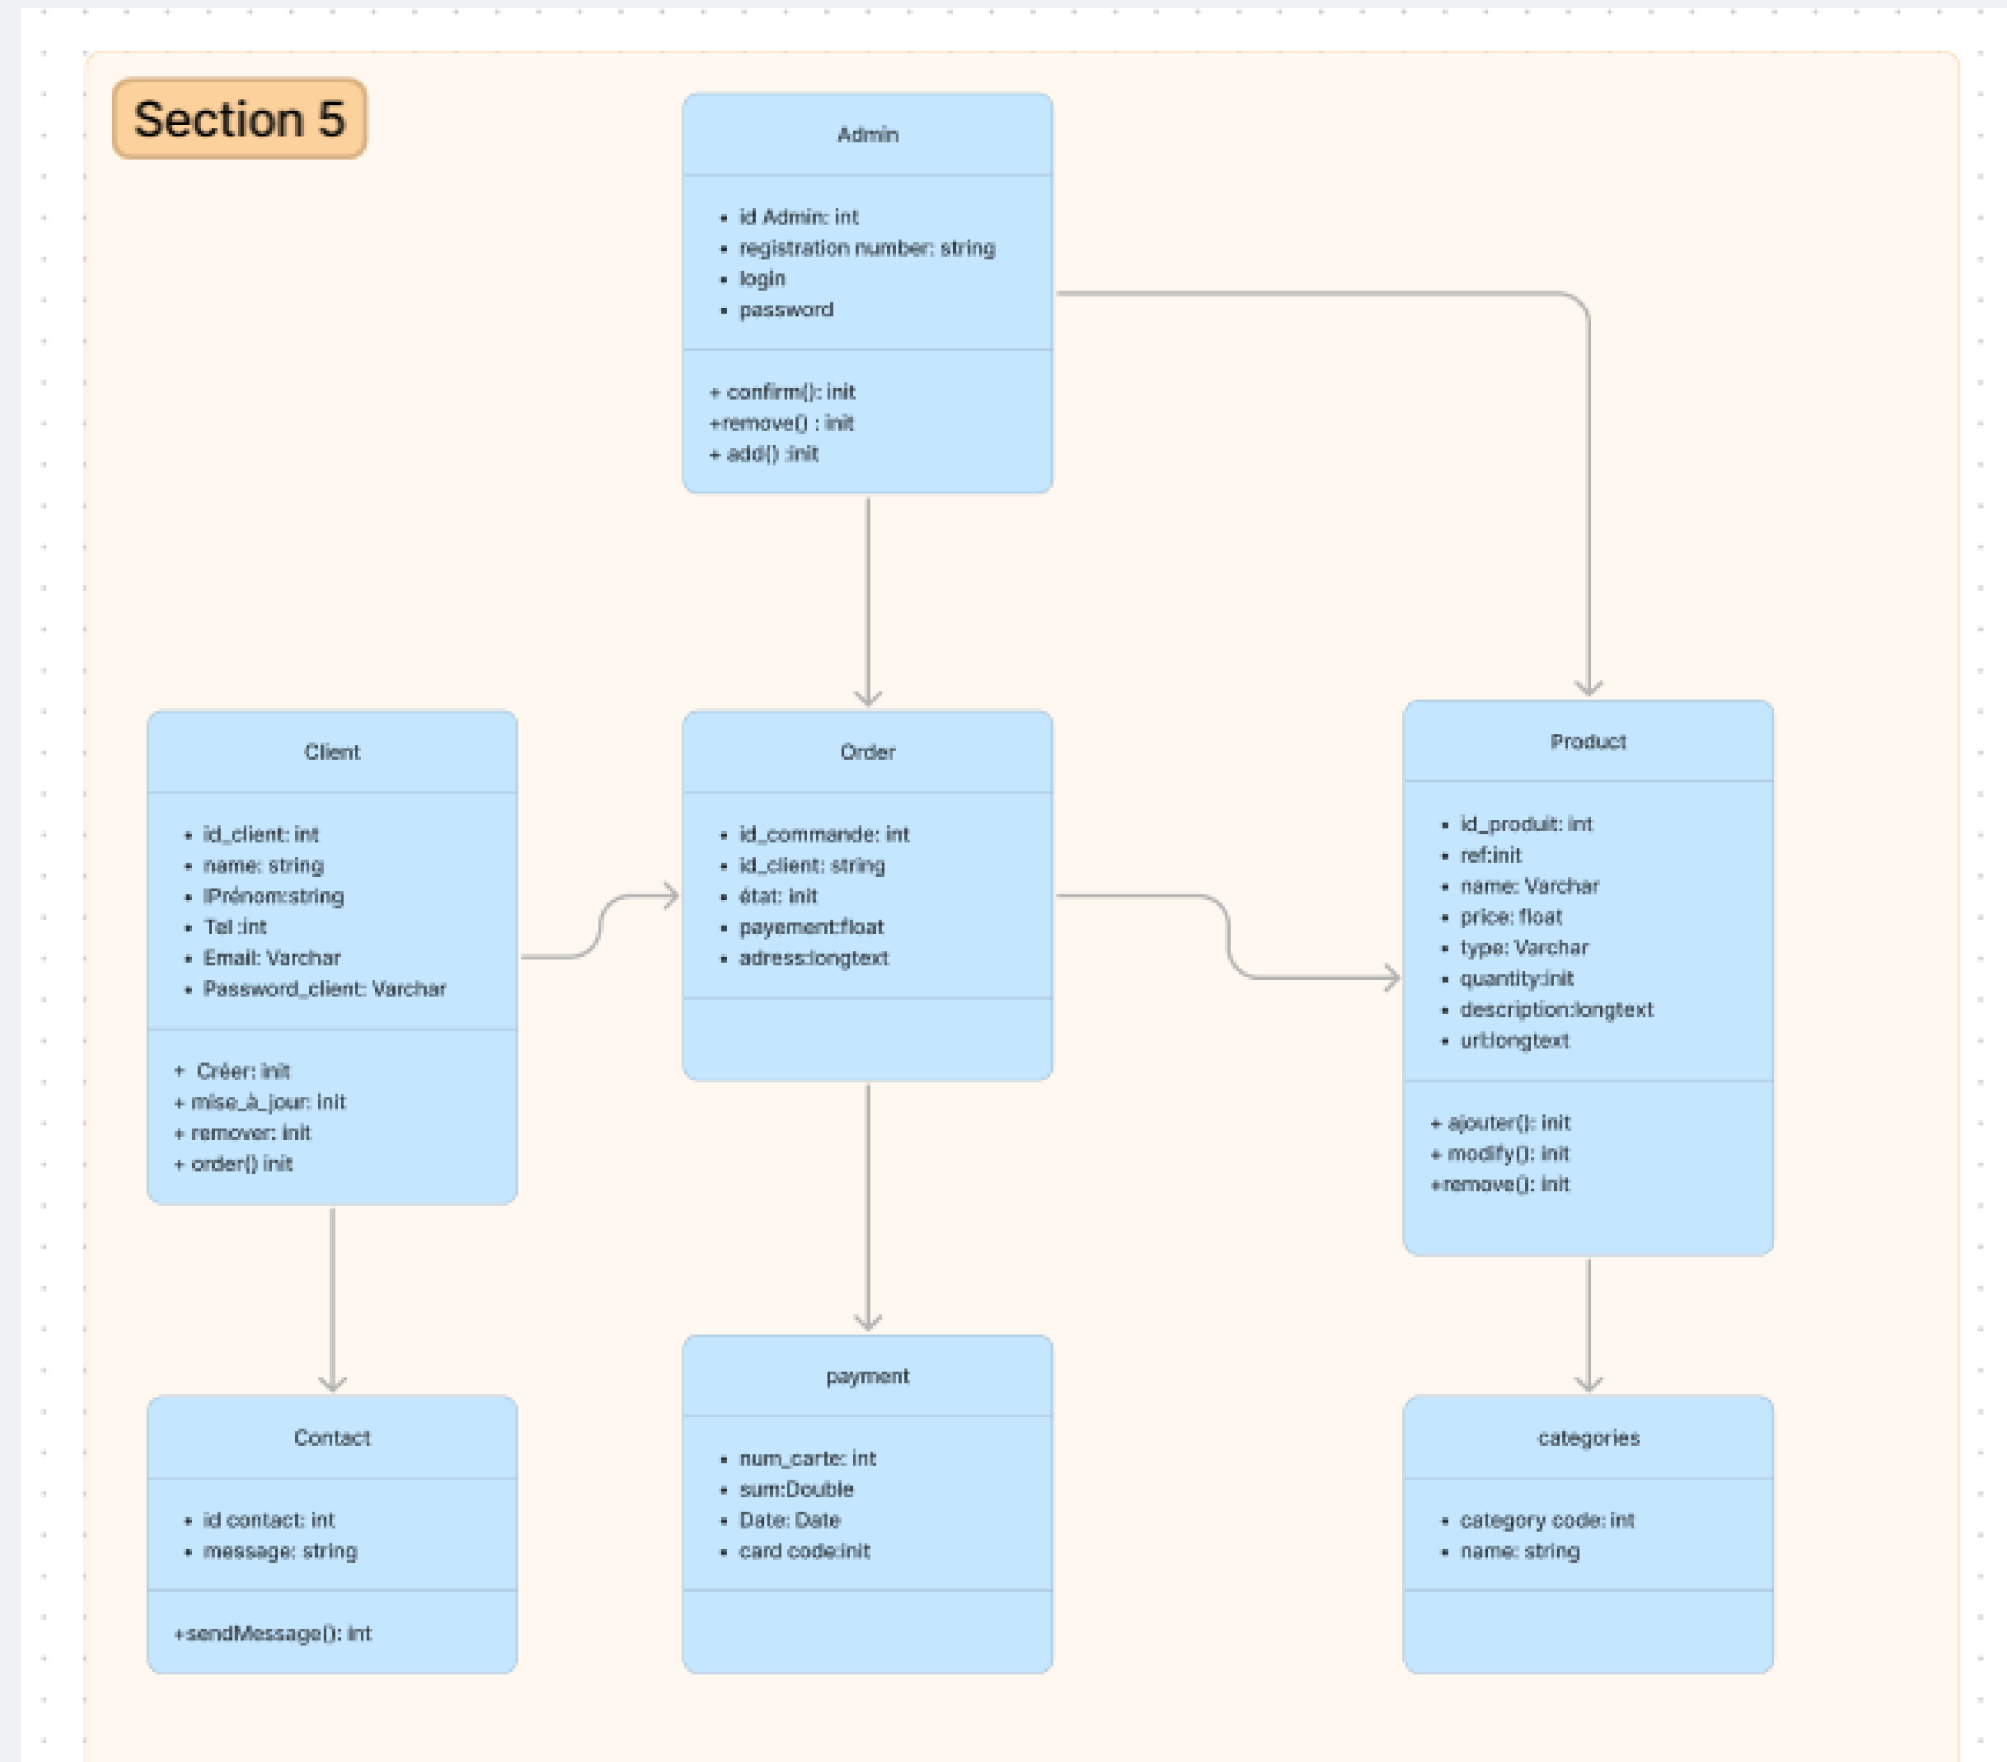 Section 5
Admin
• id Admin: int
• registration number: string
• login
• password
+ confirm(): init
+remove() : init
+ add() :init
Client
• id_client: int
• name: string
• lPrénom:string
• Tel :int
• Email: Varchar
• Password_client: Varchar
+ Créer: init
+ mise_à_jour: init
+ remover: init
+ order() init
Order
• id_commande: int
• id_client: string
• état: init
• payement:float
• adress:longtext
Product
• id_produit: int
• ref:init
• name: Varchar
• price: float
• type: Varchar
• quantity:init
• description:longtext
• url:longtext
+ ajouter(): init
+ modify(): init
+remove(): init
Contact
• id contact: int
• message: string
+sendMessage(): int
payment
• num_carte: int
• sum:Double
• Date: Date
• card code:init
categories
• category code: int
• name: string